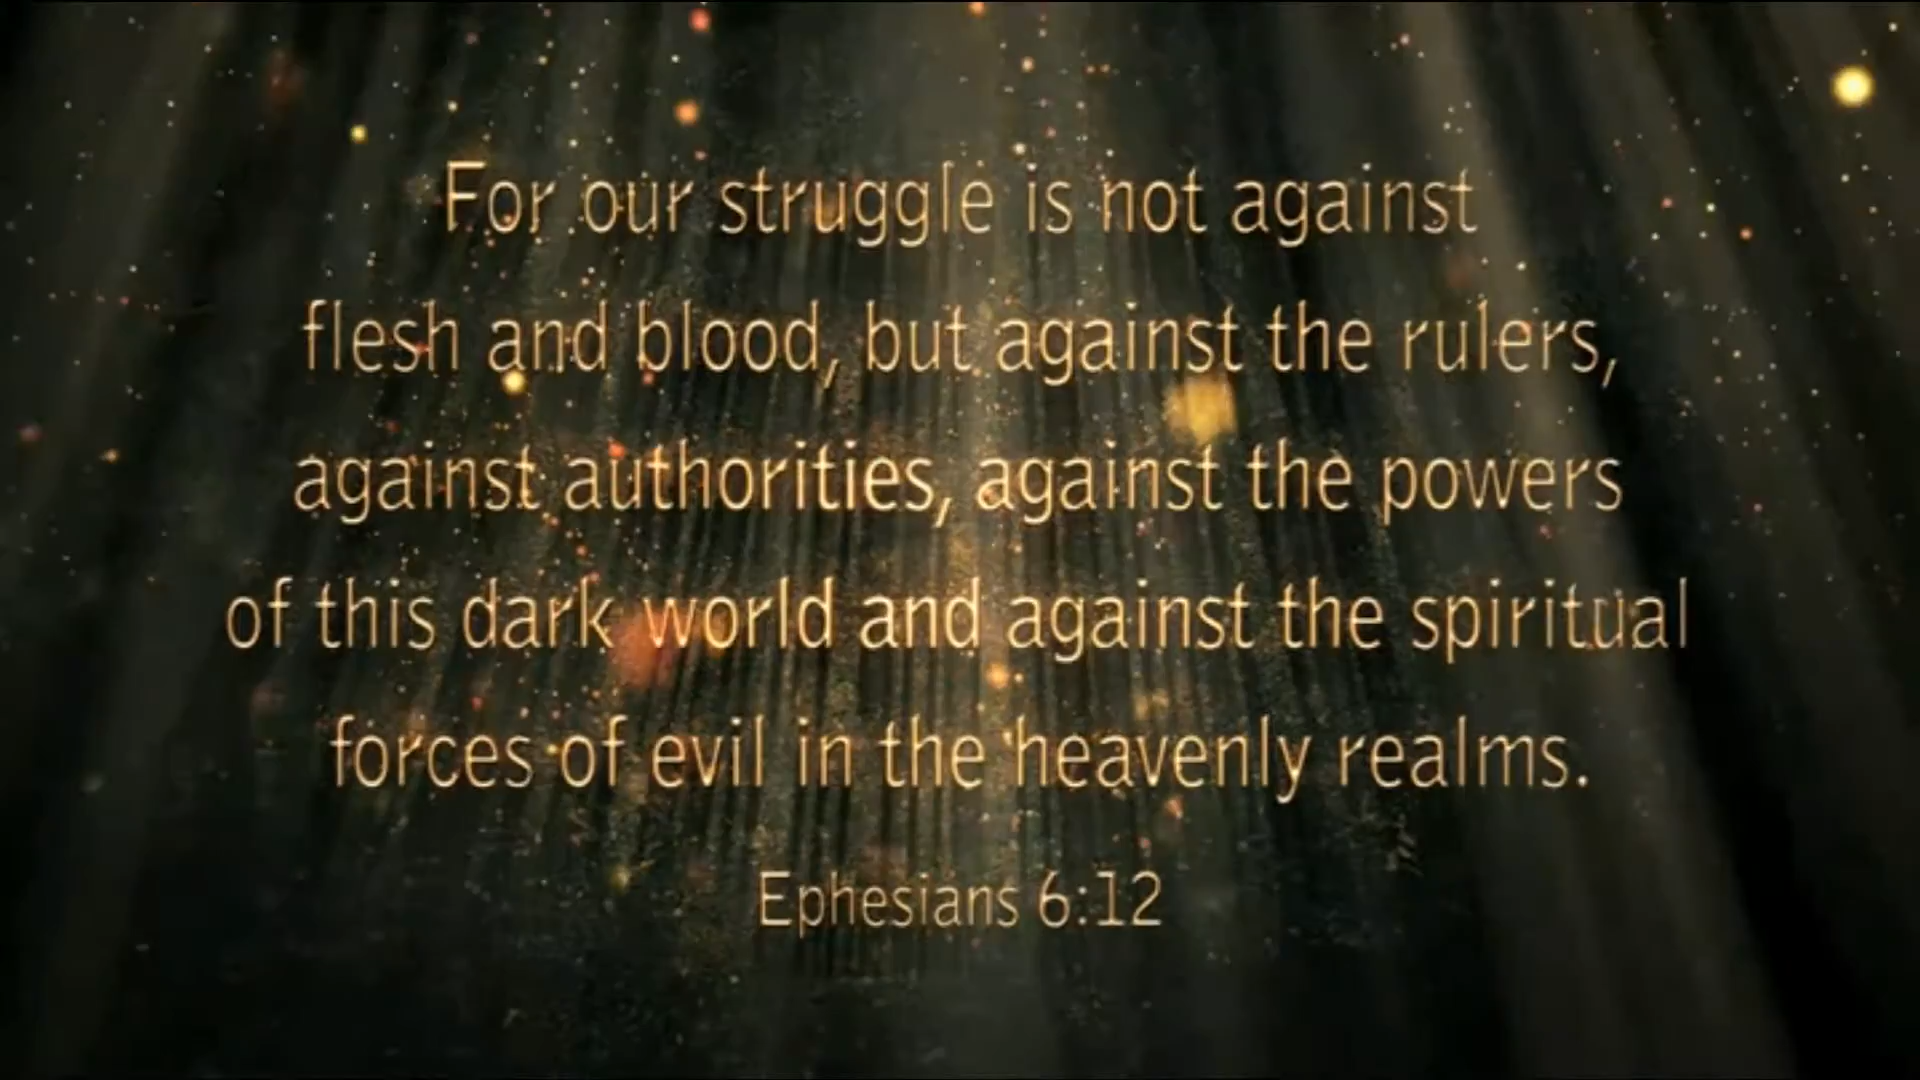 For our struggle is not against
flesh and blood, but against the rulers,
against authorities, against the powers
of this dark world and against the spiritual
forces of evil in the heavenly realms.
Ephesians 6:12